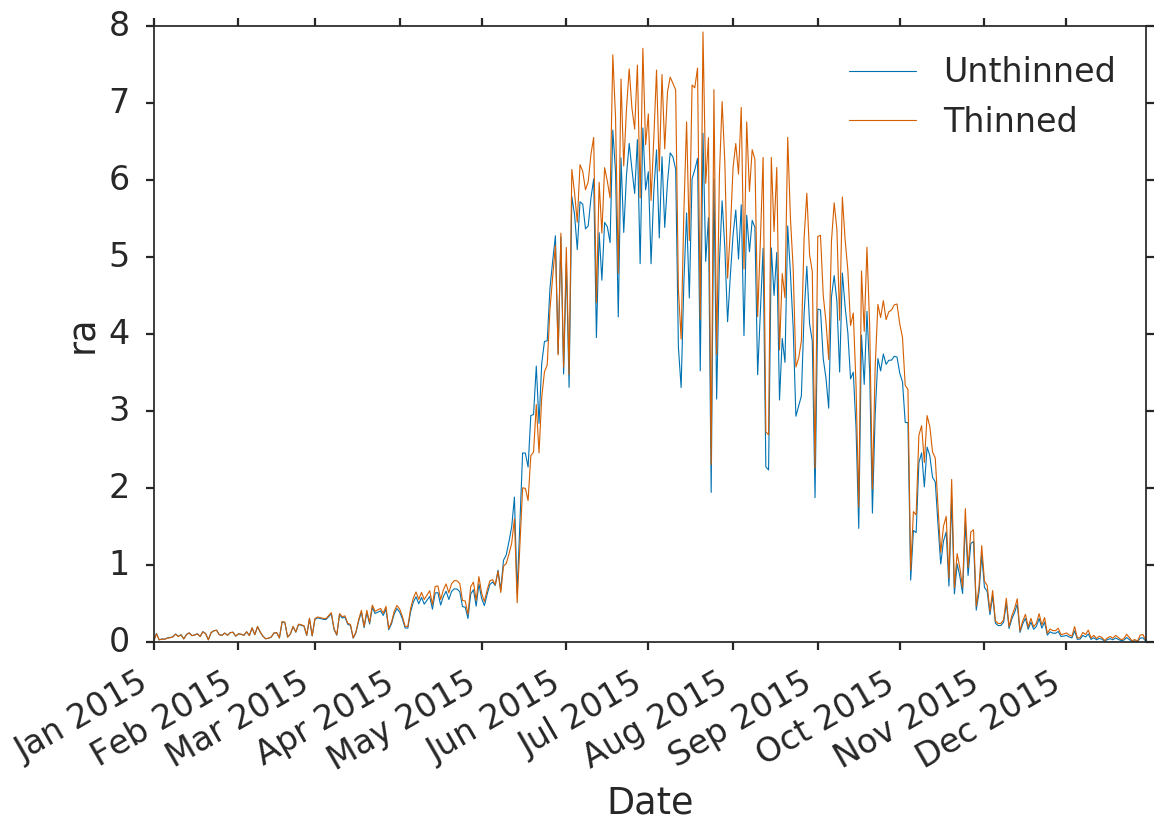 8
7
6
5
4
3
2
1
0
ra
Unthinned
Thinned
Jan 2015
Feb 2015
Mar 2015
Apr 2015
May 2015
Jun 2015
Jul 2015
Aug 2015
Sep 2015
Oct 2015
Nov 2015
Dec 2015
Date